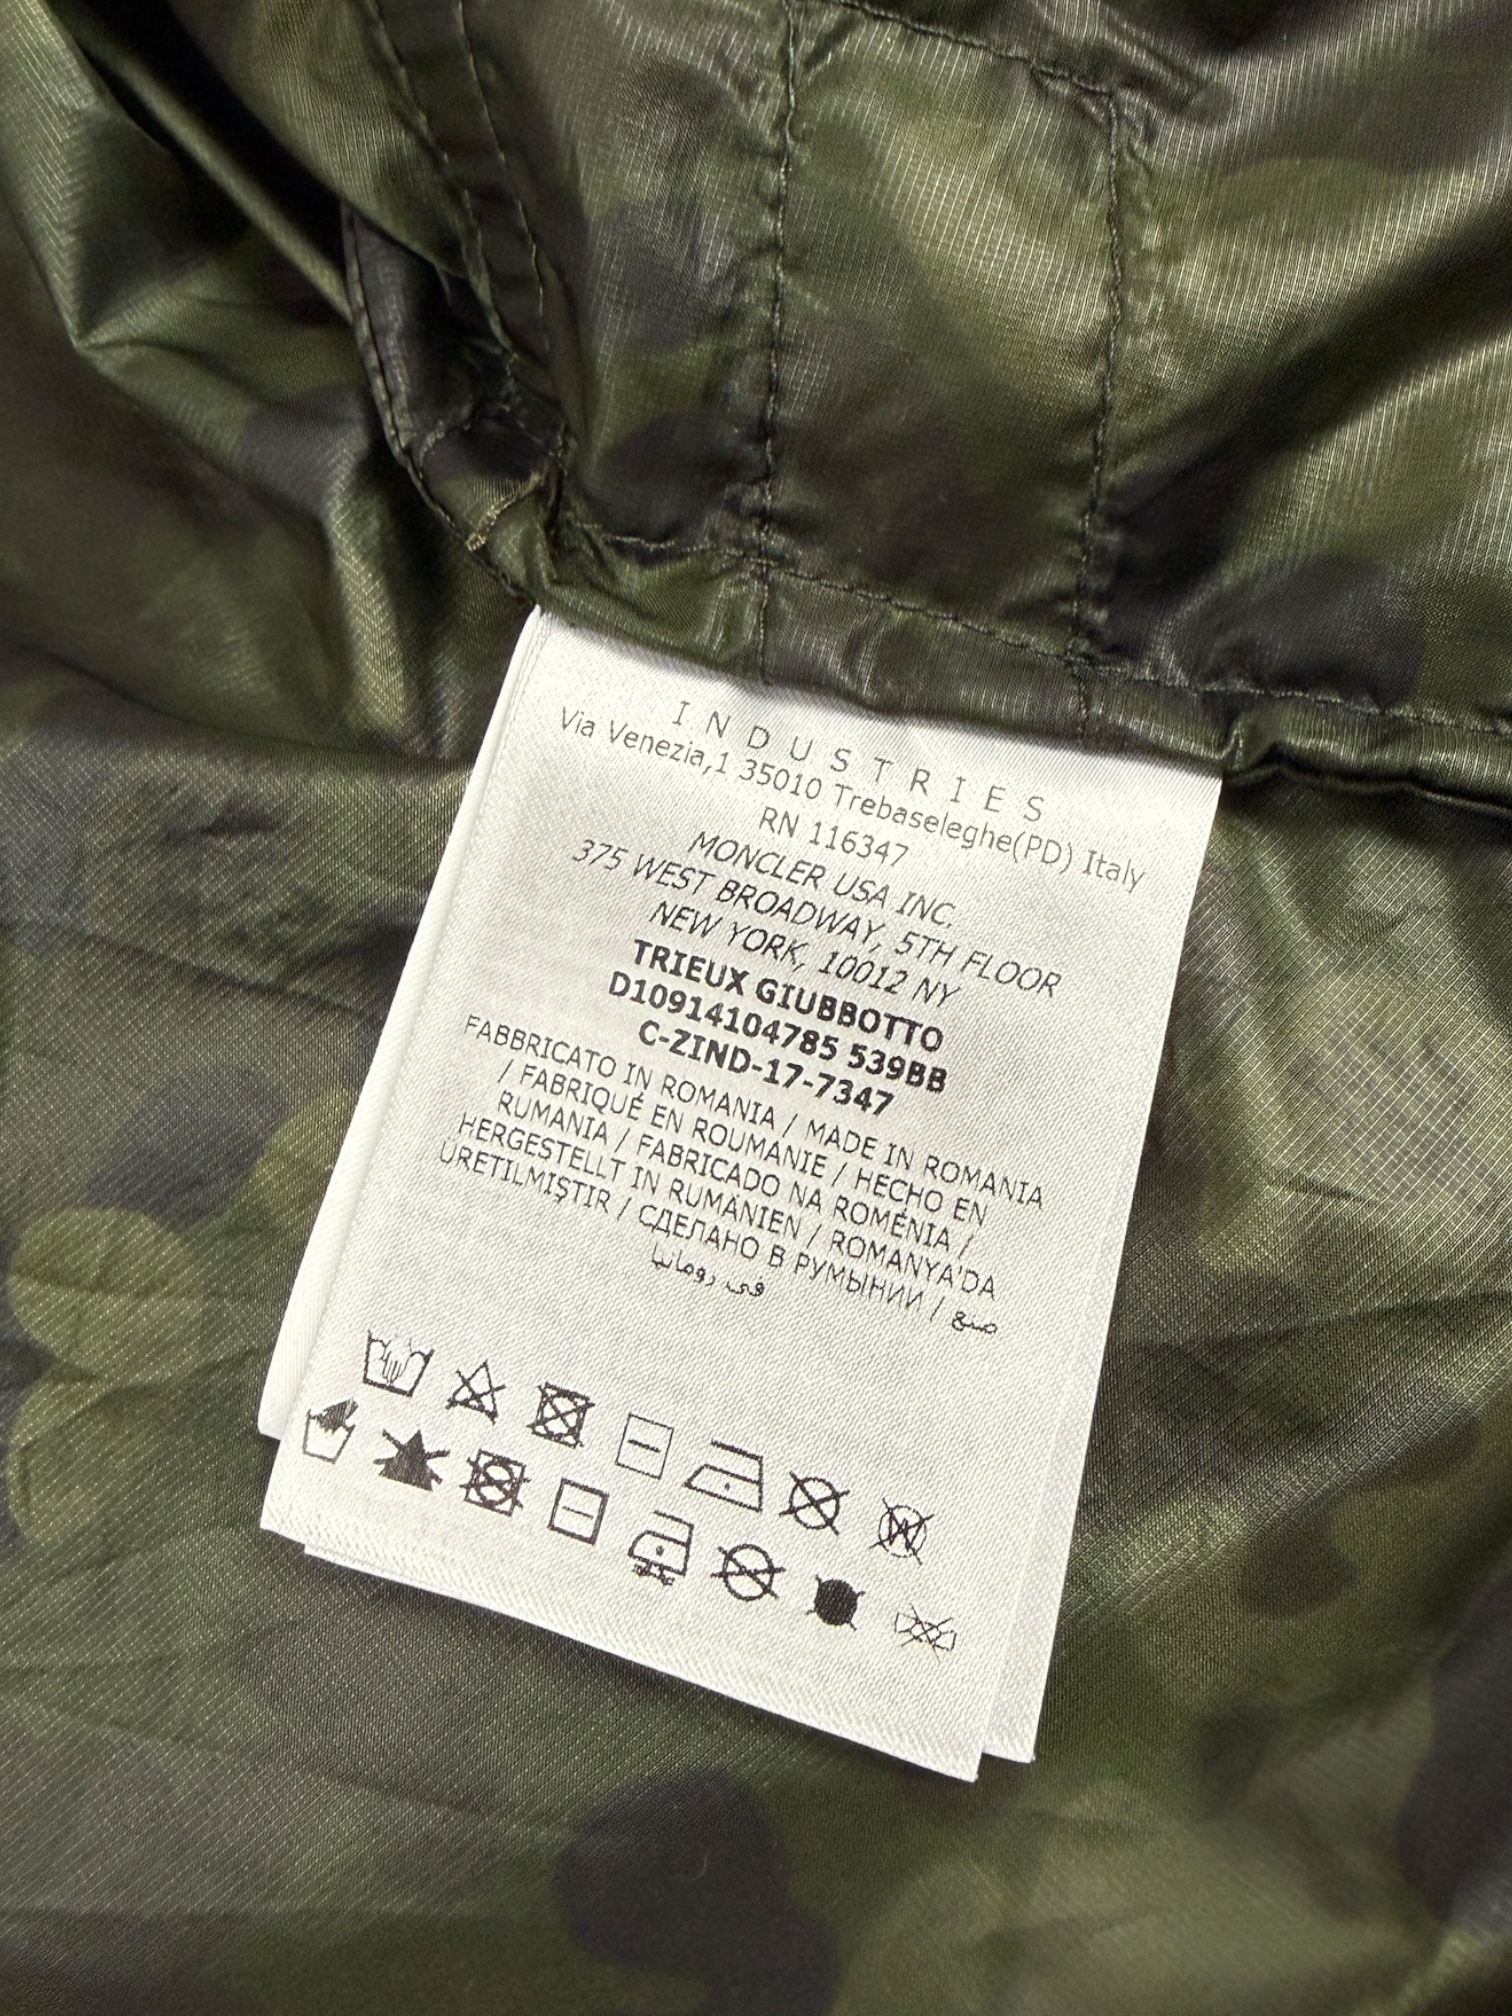 INDUSTRIES
Via Venezia,1 35010 Trebaseleghe(PD) Italy
RN 116347
MONCLER USA INC.
375 WEST BROADWAY, 5TH FLOOR
NEW YORK, 10012 NY
TRIEUX GIUBBOTTO
D10914104785 539BB
C-ZIND-17-7347
FABBRICATO IN ROMANIA / MADE IN ROMANIA
/ FABRIQUÉ EN ROUMANIE / HECHO EN
RUMANIA / FABRICADO NA ROMÉNIA /
HERGESTELLT IN RUMÄNIEN / ROMANYA'DA
ÜRETILMIŞTIR / СДЕЛАНО В РУМЫНИИ / صنع
في رومانيا
W